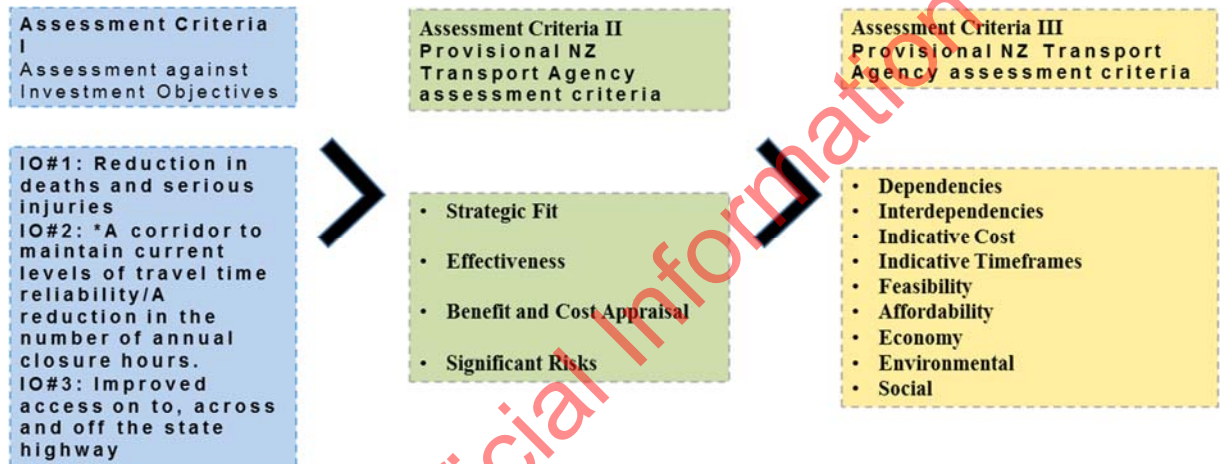 Assessment Criteria
I
Assessment against
Investment Objectives
IO#1: Reduction in
deaths and serious
injuries
IO#2: *A corridor to
maintain current
levels of travel time
reliability/A
reduction in the
number of annual
closure hours.
IO#3: Improved
access on to, across
and off the state
highway
Assessment Criteria II
Provisional NZ
Transport Agency
assessment criteria
• Strategic Fit
• Effectiveness
• Benefit and Cost Appraisal
• Significant Risks
Assessment Criteria III
Provisional NZ Transport
Agency assessment criteria
• Dependencies
• Interdependencies
• Indicative Cost
• Indicative Timeframes
• Feasibility
• Affordability
• Economy
• Environmental
• Social
icial Information